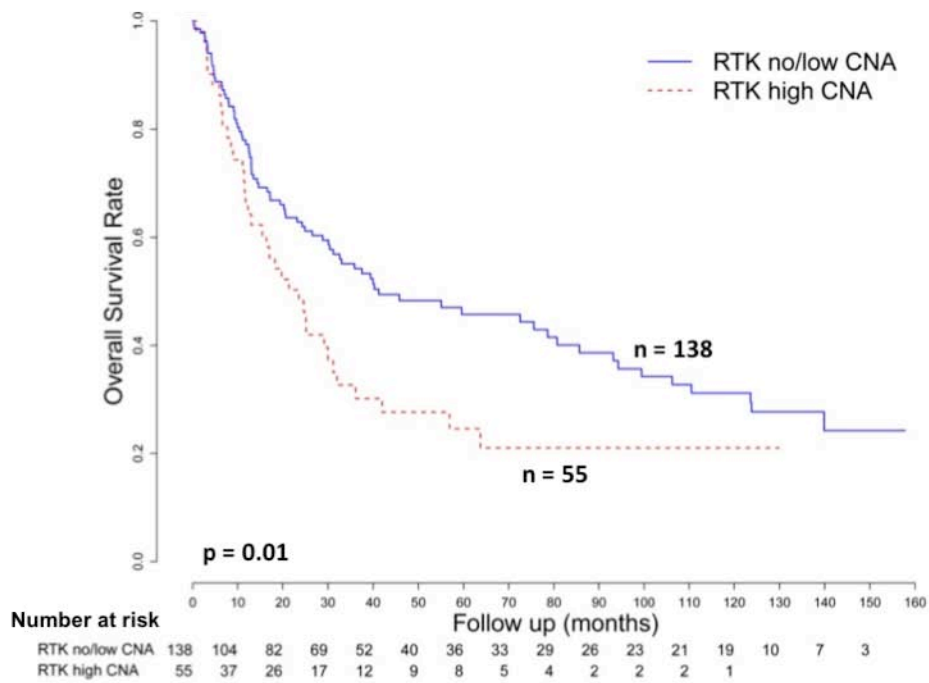 RTK no/low CNA
RTK high CNA
Overall Survival Rate
1.0
0.8
0.6
0.4
0.2
0.0
n = 138
n = 55
p = 0.01
0 10 20 30 40 50 60 70 80 90 100 110 120 130 140 150 160
Follow up (months)
Number at risk
RTK no/low CNA 138 104 82 69 52 40 36 33 29 26 23 21 19 10 7 3
RTK high CNA 55 37 26 17 12 9 8 5 4 2 2 2 1